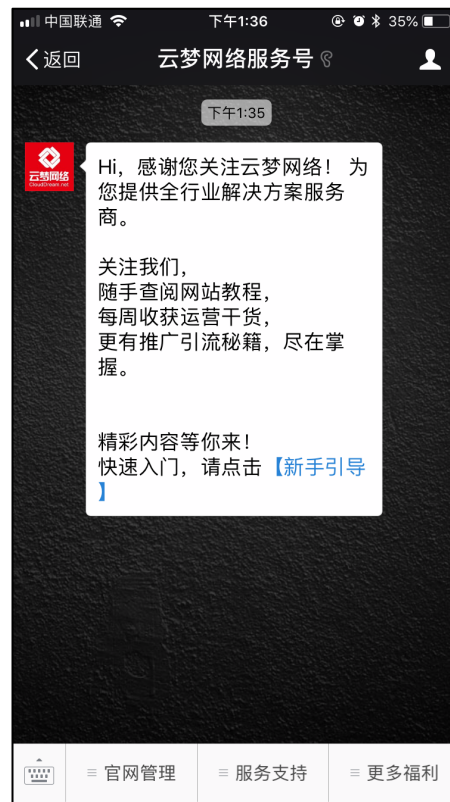 中国联通 下午1:36 35%
返回 云梦网络服务号
下午1:35
云梦网络
CloudDream.net
Hi，感谢您关注云梦网络！ 为
您提供全行业解决方案服务
商。
关注我们，
随手查阅网站教程，
每周收获运营干货，
更有推广引流秘籍，尽在掌
握。
精彩内容等你来！
快速入门，请点击【新手引导
】
官网管理 服务支持 更多福利